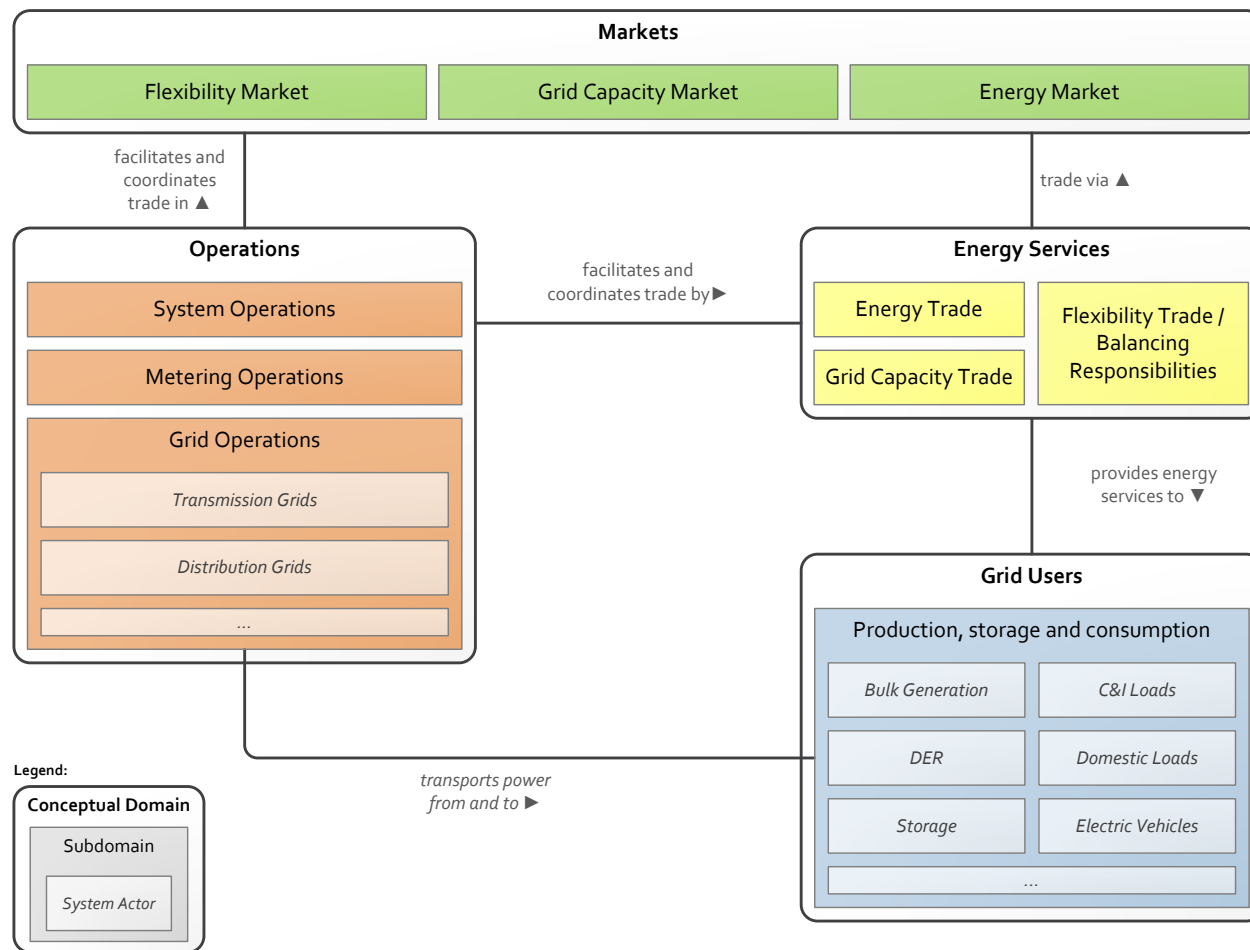 Markets
Flexibility Market
Grid Capacity Market
Energy Market
facilitates and
coordinates
trade in ▲
trade via ▲
Operations
System Operations
Metering Operations
Grid Operations
Transmission Grids
Distribution Grids
...
facilitates and
coordinates trade by ►
Energy Services
Energy Trade
Grid Capacity Trade
Flexibility Trade /
Balancing
Responsibilities
provides energy
services to ▼
Grid Users
Production, storage and consumption
Bulk Generation
C&I Loads
DER
Domestic Loads
Storage
Electric Vehicles
...
transports power
from and to ►
Legend:
Conceptual Domain
Subdomain
System Actor